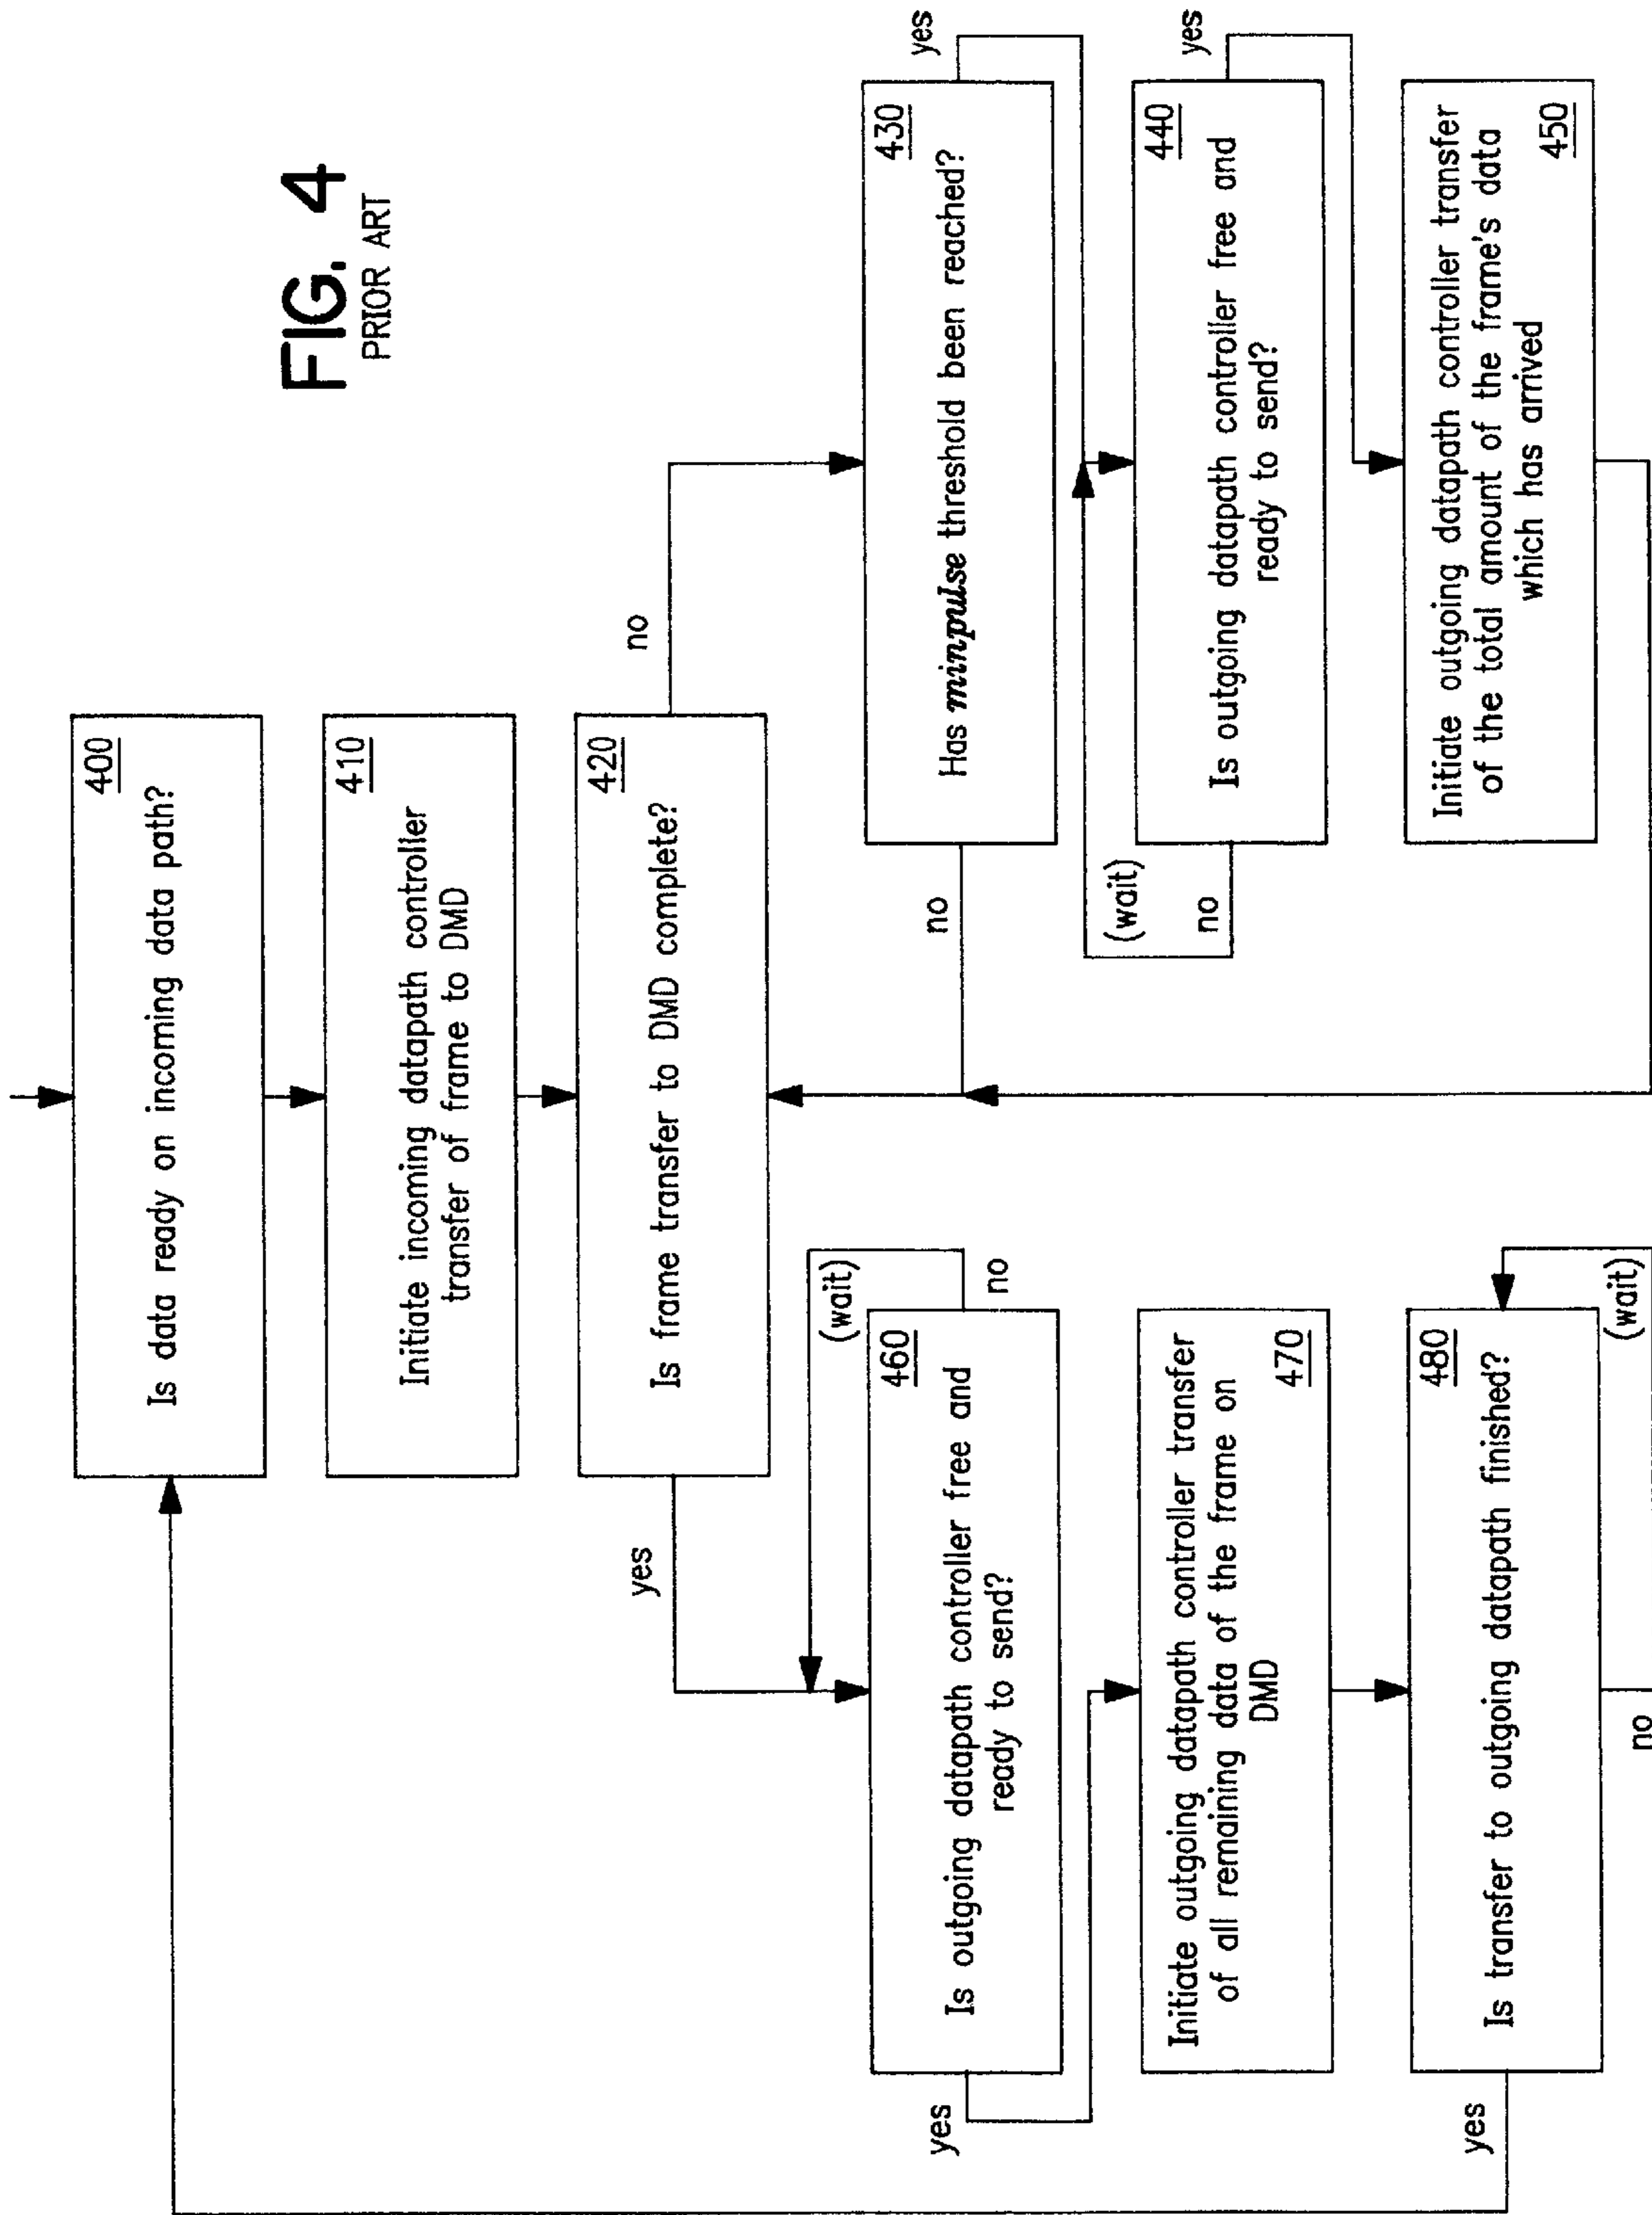 FIG. 4
PRIOR ART
400
Is data ready on incoming data path?
410
Initiate incoming datapath controller
transfer of frame to DMD
420
Is frame transfer to DMD complete?
yes
no
(wait)
no
460
Is outgoing datapath controller free and
ready to send?
yes
Initiate outgoing datapath controller transfer
of all remaining data of the frame on
DMD
470
480
Is transfer to outgoing datapath finished?
yes
no
(wait)
430
Has minpulse threshold been reached?
no
yes
(wait)
no
440
Is outgoing datapath controller free and
ready to send?
yes
Initiate outgoing datapath controller transfer
of the total amount of the frame's data
which has arrived
450